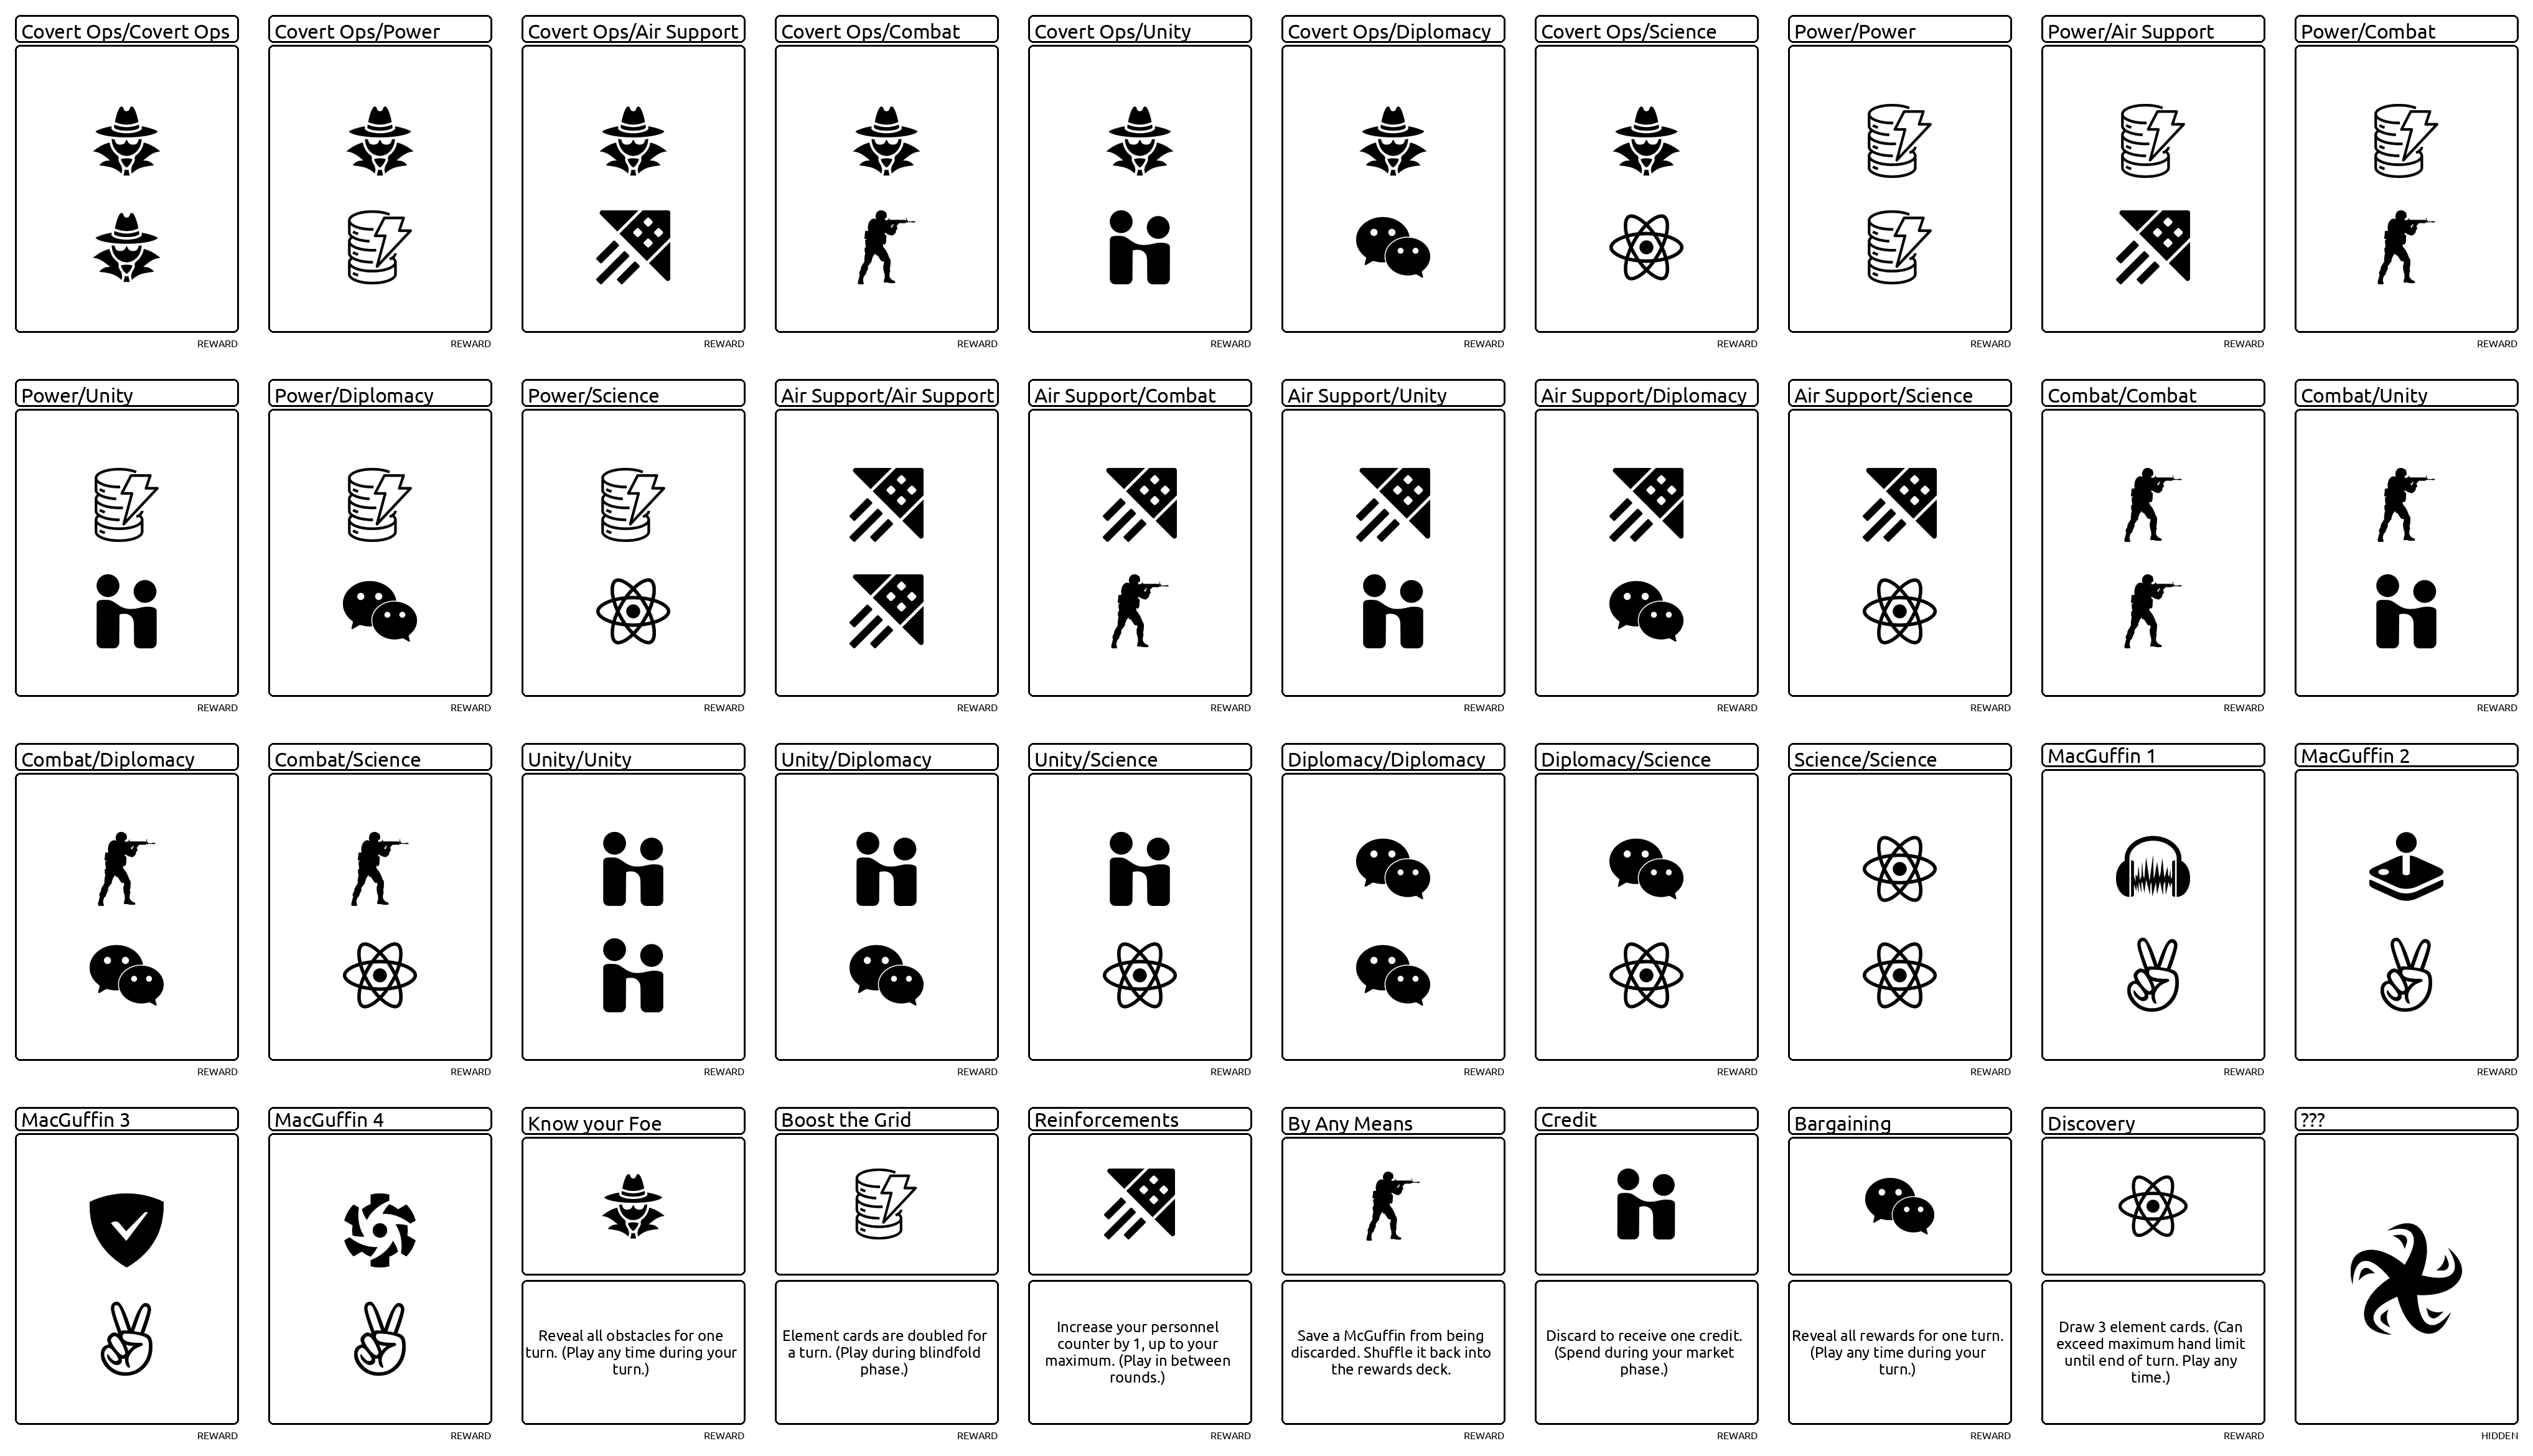 Covert Ops/Covert Ops
REWARD
Covert Ops/Power
REWARD
Covert Ops/Air Support
REWARD
Covert Ops/Combat
REWARD
Covert Ops/Unity
REWARD
Covert Ops/Diplomacy
REWARD
Covert Ops/Science
REWARD
Power/Power
REWARD
Power/Air Support
REWARD
Power/Combat
REWARD
Power/Unity
REWARD
Power/Diplomacy
REWARD
Power/Science
REWARD
Air Support/Air Support
REWARD
Air Support/Combat
REWARD
Air Support/Unity
REWARD
Air Support/Diplomacy
REWARD
Air Support/Science
REWARD
Combat/Combat
REWARD
Combat/Unity
REWARD
Combat/Diplomacy
REWARD
Combat/Science
REWARD
Unity/Unity
REWARD
Unity/Diplomacy
REWARD
Unity/Science
REWARD
Diplomacy/Diplomacy
REWARD
Diplomacy/Science
REWARD
Science/Science
REWARD
MacGuffin 1
REWARD
MacGuffin 2
REWARD
MacGuffin 3
REWARD
MacGuffin 4
REWARD
Know your Foe
Reveal all obstacles for one
turn. (Play any time during your
turn.)
REWARD
Boost the Grid
Element cards are doubled for
a turn. (Play during blindfold
phase.)
REWARD
Reinforcements
Increase your personnel
counter by 1, up to your
maximum. (Play in between
rounds.)
REWARD
By Any Means
Save a McGuffin from being
discarded. Shuffle it back into
the rewards deck.
REWARD
Credit
Discard to receive one credit.
(Spend during your market
phase.)
REWARD
Bargaining
Reveal all rewards for one turn.
(Play any time during your
turn.)
REWARD
Discovery
Draw 3 element cards. (Can
exceed maximum hand limit
until end of turn. Play any
time.)
REWARD
???
HIDDEN